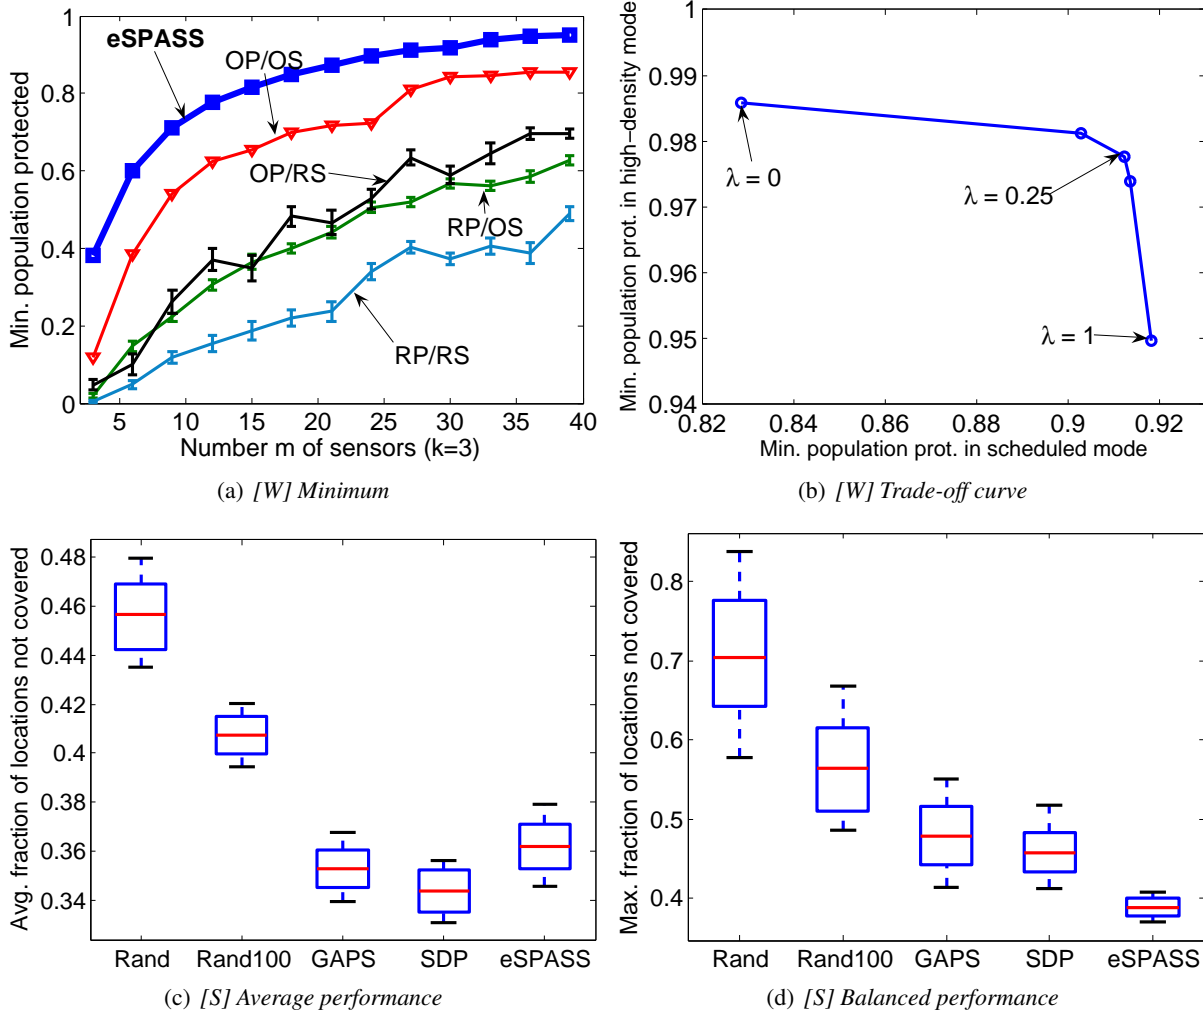 1
0.8
0.6
0.4
0.2
0
5 10 15 20 25 30 35 40
Min. population protected
Number m of sensors (k=3)
eSPASS
OP/OS
OP/RS
RP/OS
RP/RS
(a) [W] Minimum
1
0.99
0.98
0.97
0.96
0.95
0.94
0.82 0.84 0.86 0.88 0.9 0.92
Min. population prot. in high−density mode
Min. population prot. in scheduled mode
λ = 0
λ = 0.25
λ = 1
(b) [W] Trade-off curve
0.48
0.46
0.44
0.42
0.4
0.38
0.36
0.34
Avg. fraction of locations not covered
Rand Rand100 GAPS SDP eSPASS
(c) [S] Average performance
0.8
0.7
0.6
0.5
0.4
Max. fraction of locations not covered
Rand Rand100 GAPS SDP eSPASS
(d) [S] Balanced performance